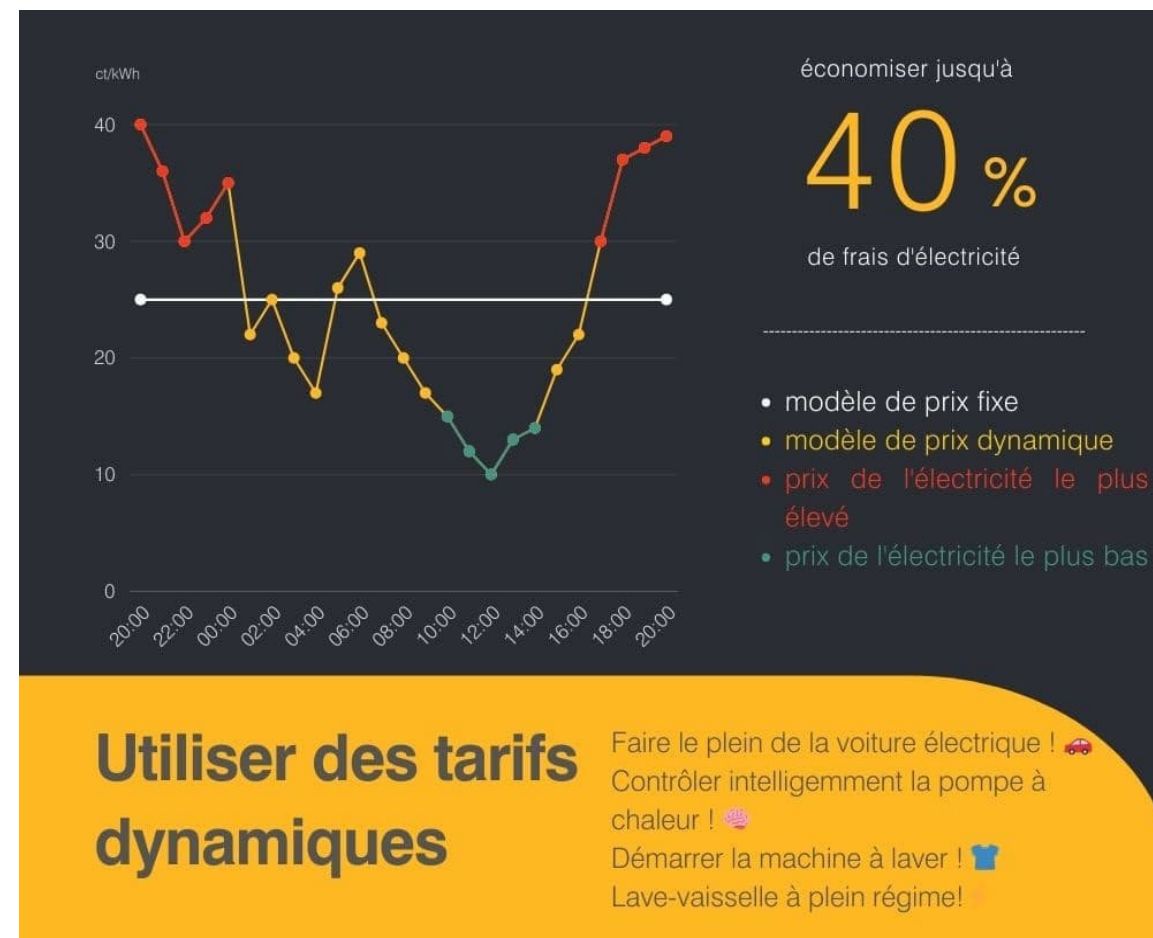 ct/kWh
40
30
20
10
0
20:00
22:00
00:00
02:00
04:00
06:00
08:00
10:00
12:00
14:00
16:00
18:00
20:00
économiser jusqu'à
40 %
de frais d'électricité
----------------------------------------------------------
• modèle de prix fixe
• modèle de prix dynamique
• prix de l'électricité le plus
élevé
• prix de l'électricité le plus bas
Utiliser des tarifs
dynamiques
Faire le plein de la voiture électrique ! 🚗
Contrôler intelligemment la pompe à
chaleur ! 🧠
Démarrer la machine à laver ! 👕
Lave-vaisselle à plein régime!⚡